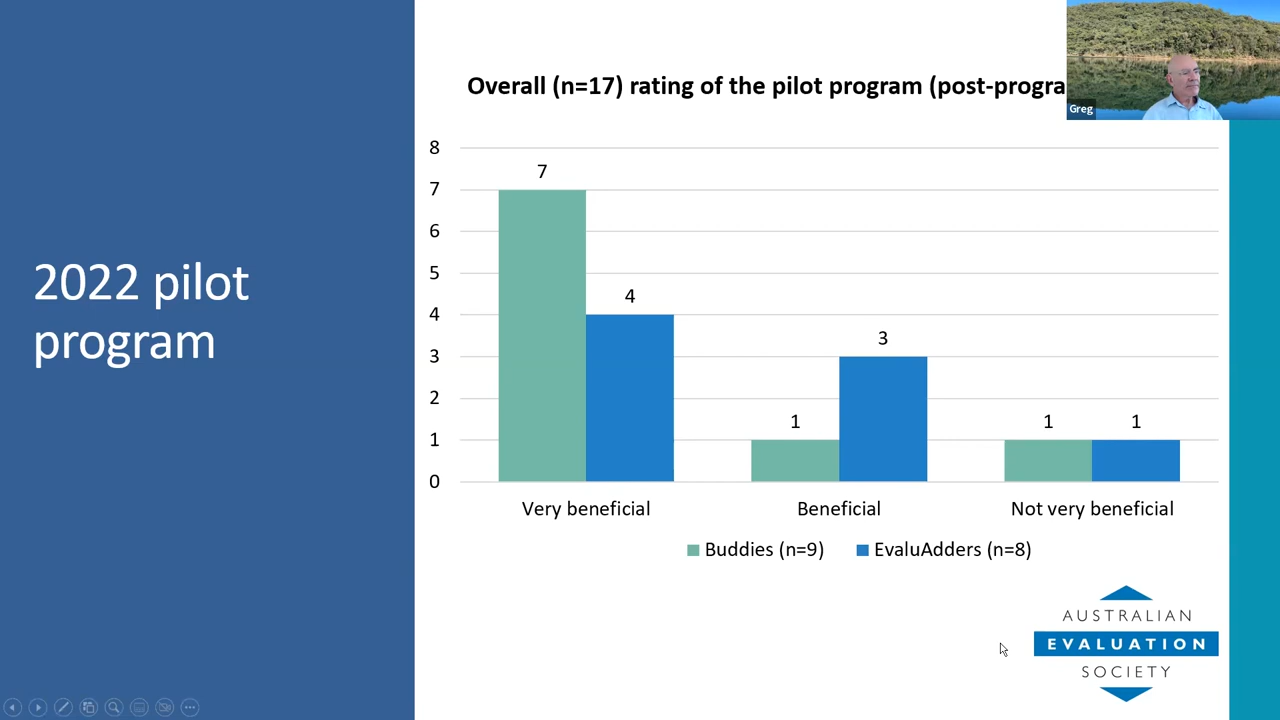 2022 pilot
program
Overall (n=17) rating of the pilot program (post-progra
Greg
8
7
6
5
4
3
2
1
0
7
4
1
3
1
1
Very beneficial
Beneficial
Not very beneficial
Buddies (n=9)
EvaluAdders (n=8)
AUSTRALIAN
EVALUATION
SOCIETY